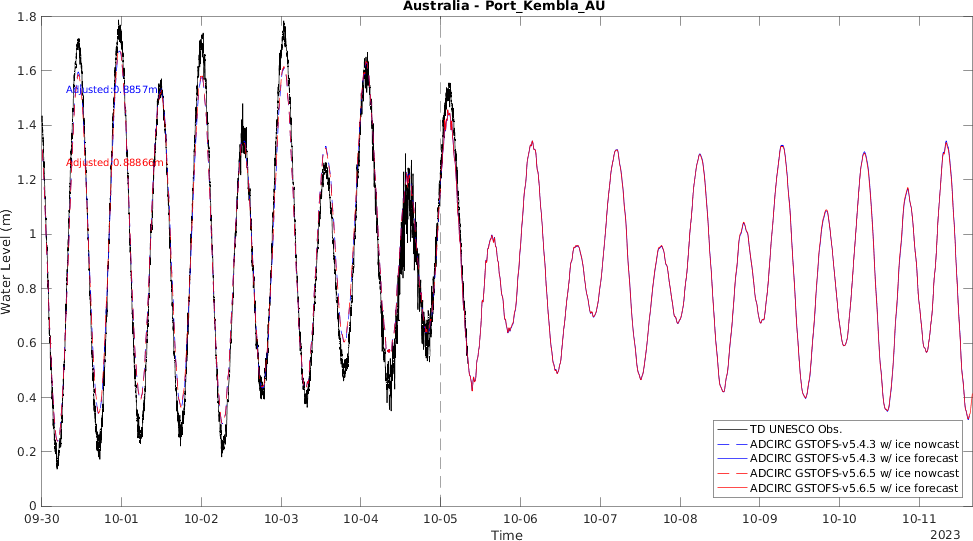 Australia - Port_Kembla_AU
1.8
1.6
1.4
1.2
1
0.8
0.6
0.4
0.2
0
Water Level (m)
Adjusted:0.8857m
Adjusted:0.88866m
TD UNESCO Obs.
ADCIRC GSTOFS-v5.4.3 w/ ice nowcast
ADCIRC GSTOFS-v5.4.3 w/ ice forecast
ADCIRC GSTOFS-v5.6.5 w/ ice nowcast
ADCIRC GSTOFS-v5.6.5 w/ ice forecast
09-30 10-01 10-02 10-03 10-04 10-05 10-06 10-07 10-08 10-09 10-10 10-11
Time
2023